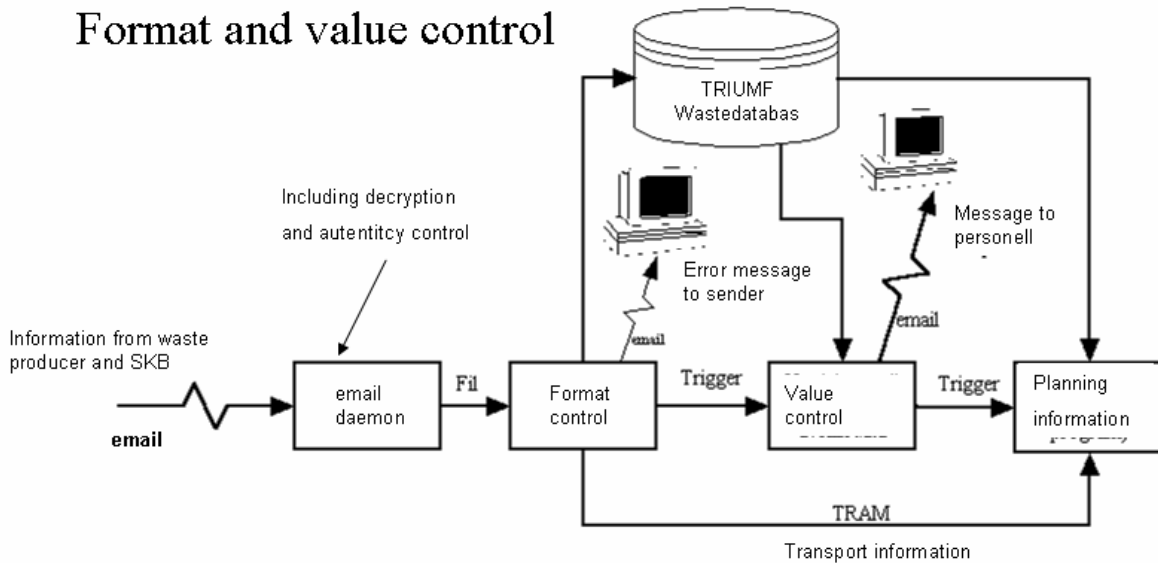 Format and value control
TRIUMF
Wastedatabas
Including decryption
and autentitcy control
Message to
personell
Error message
to sender
Information from waste
producer and SKB
email
email
daemon
Fil
Format
control
email
Trigger
Value
control
email
Trigger
Planning
information
TRAM
Transport information